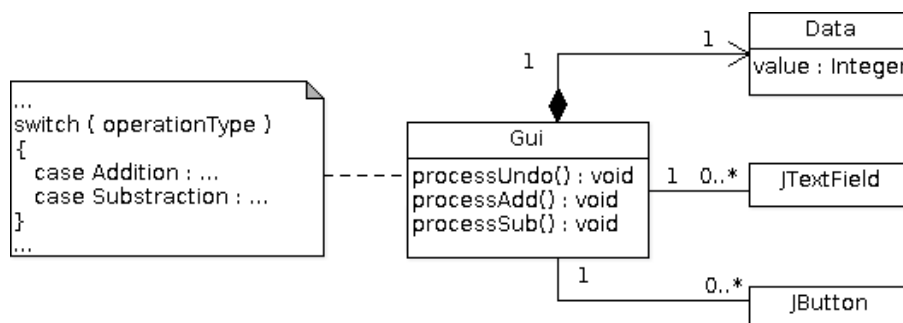 ...
switch ( operationType )
{
case Addition : ...
case Substraction : ...
}
...
Gui
processUndo() : void
processAdd() : void
processSub() : void
1
1
Data
value : Integer
1
0..*
JTextField
1
0..*
JButton